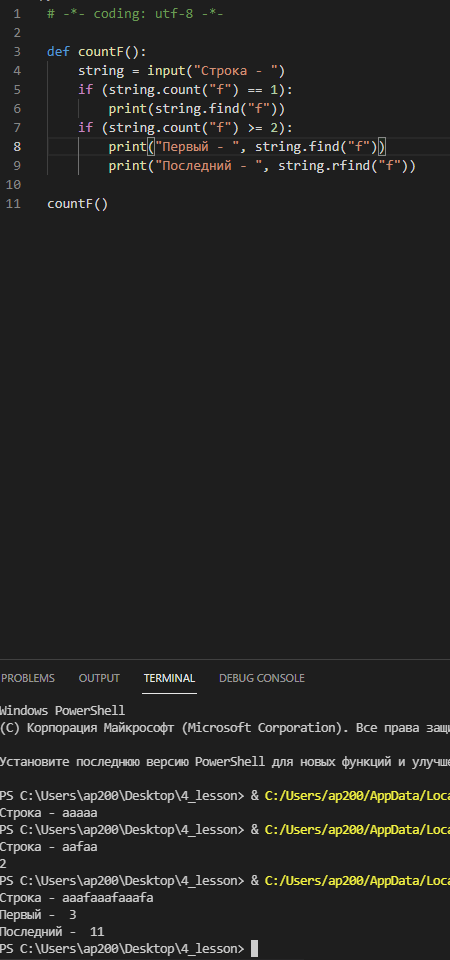 1 # -*- coding: utf-8 -*-
2
3 def countF():
4     string = input("Строка - ")
5     if (string.count("f") == 1):
6         print(string.find("f"))
7     if (string.count("f") >= 2):
8         print("Первый - ", string.find("f"))
9         print("Последний - ", string.rfind("f"))
10
11 countF()
PROBLEMS OUTPUT TERMINAL DEBUG CONSOLE
Windows PowerShell
(C) Корпорация Майкрософт (Microsoft Corporation). Все права защи
Установите последнюю версию PowerShell для новых функций и улучше
PS C:\Users\ap200\Desktop\4_lesson> & C:/Users/ap200/AppData/Loca
Строка - aaaaa
PS C:\Users\ap200\Desktop\4_lesson> & C:/Users/ap200/AppData/Loca
Строка - aafaa
2
PS C:\Users\ap200\Desktop\4_lesson> & C:/Users/ap200/AppData/Loca
Строка - aaafaaafaaafa
Первый -  3
Последний -  11
PS C:\Users\ap200\Desktop\4_lesson>